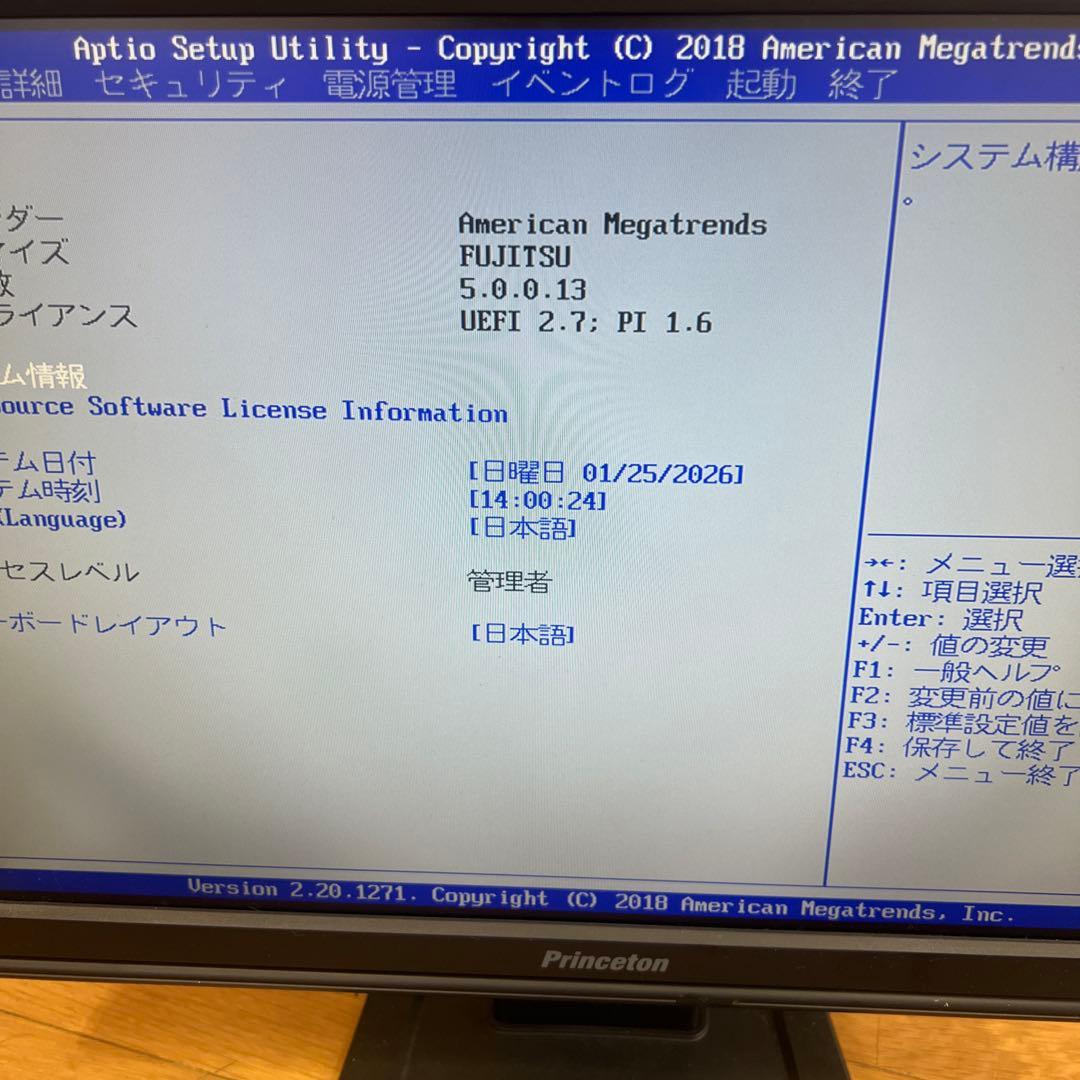 Aptio Setup Utility - Copyright (C) 2018 American Megatrends
詳細 セキュリティ 電源管理 イベントログ 起動 終了
システム構
。
ダー American Megatrends
イズ FUJITSU
数 5.0.0.13
ライアンス UEFI 2.7; PI 1.6
ム情報
ource Software License Information
テム日付 [日曜日 01/25/2026]
テム時刻 [14:00:24]
(Language) [日本語]
セスレベル 管理者
ーボードレイアウト [日本語]
→←: メニュー選択
↑↓: 項目選択
Enter: 選択
+/-: 値の変更
F1: 一般ヘルプ
F2: 変更前の値に
F3: 標準設定値を
F4: 保存して終了
ESC: メニュー終了
Version 2.20.1271. Copyright (C) 2018 American Megatrends, Inc.
Princeton